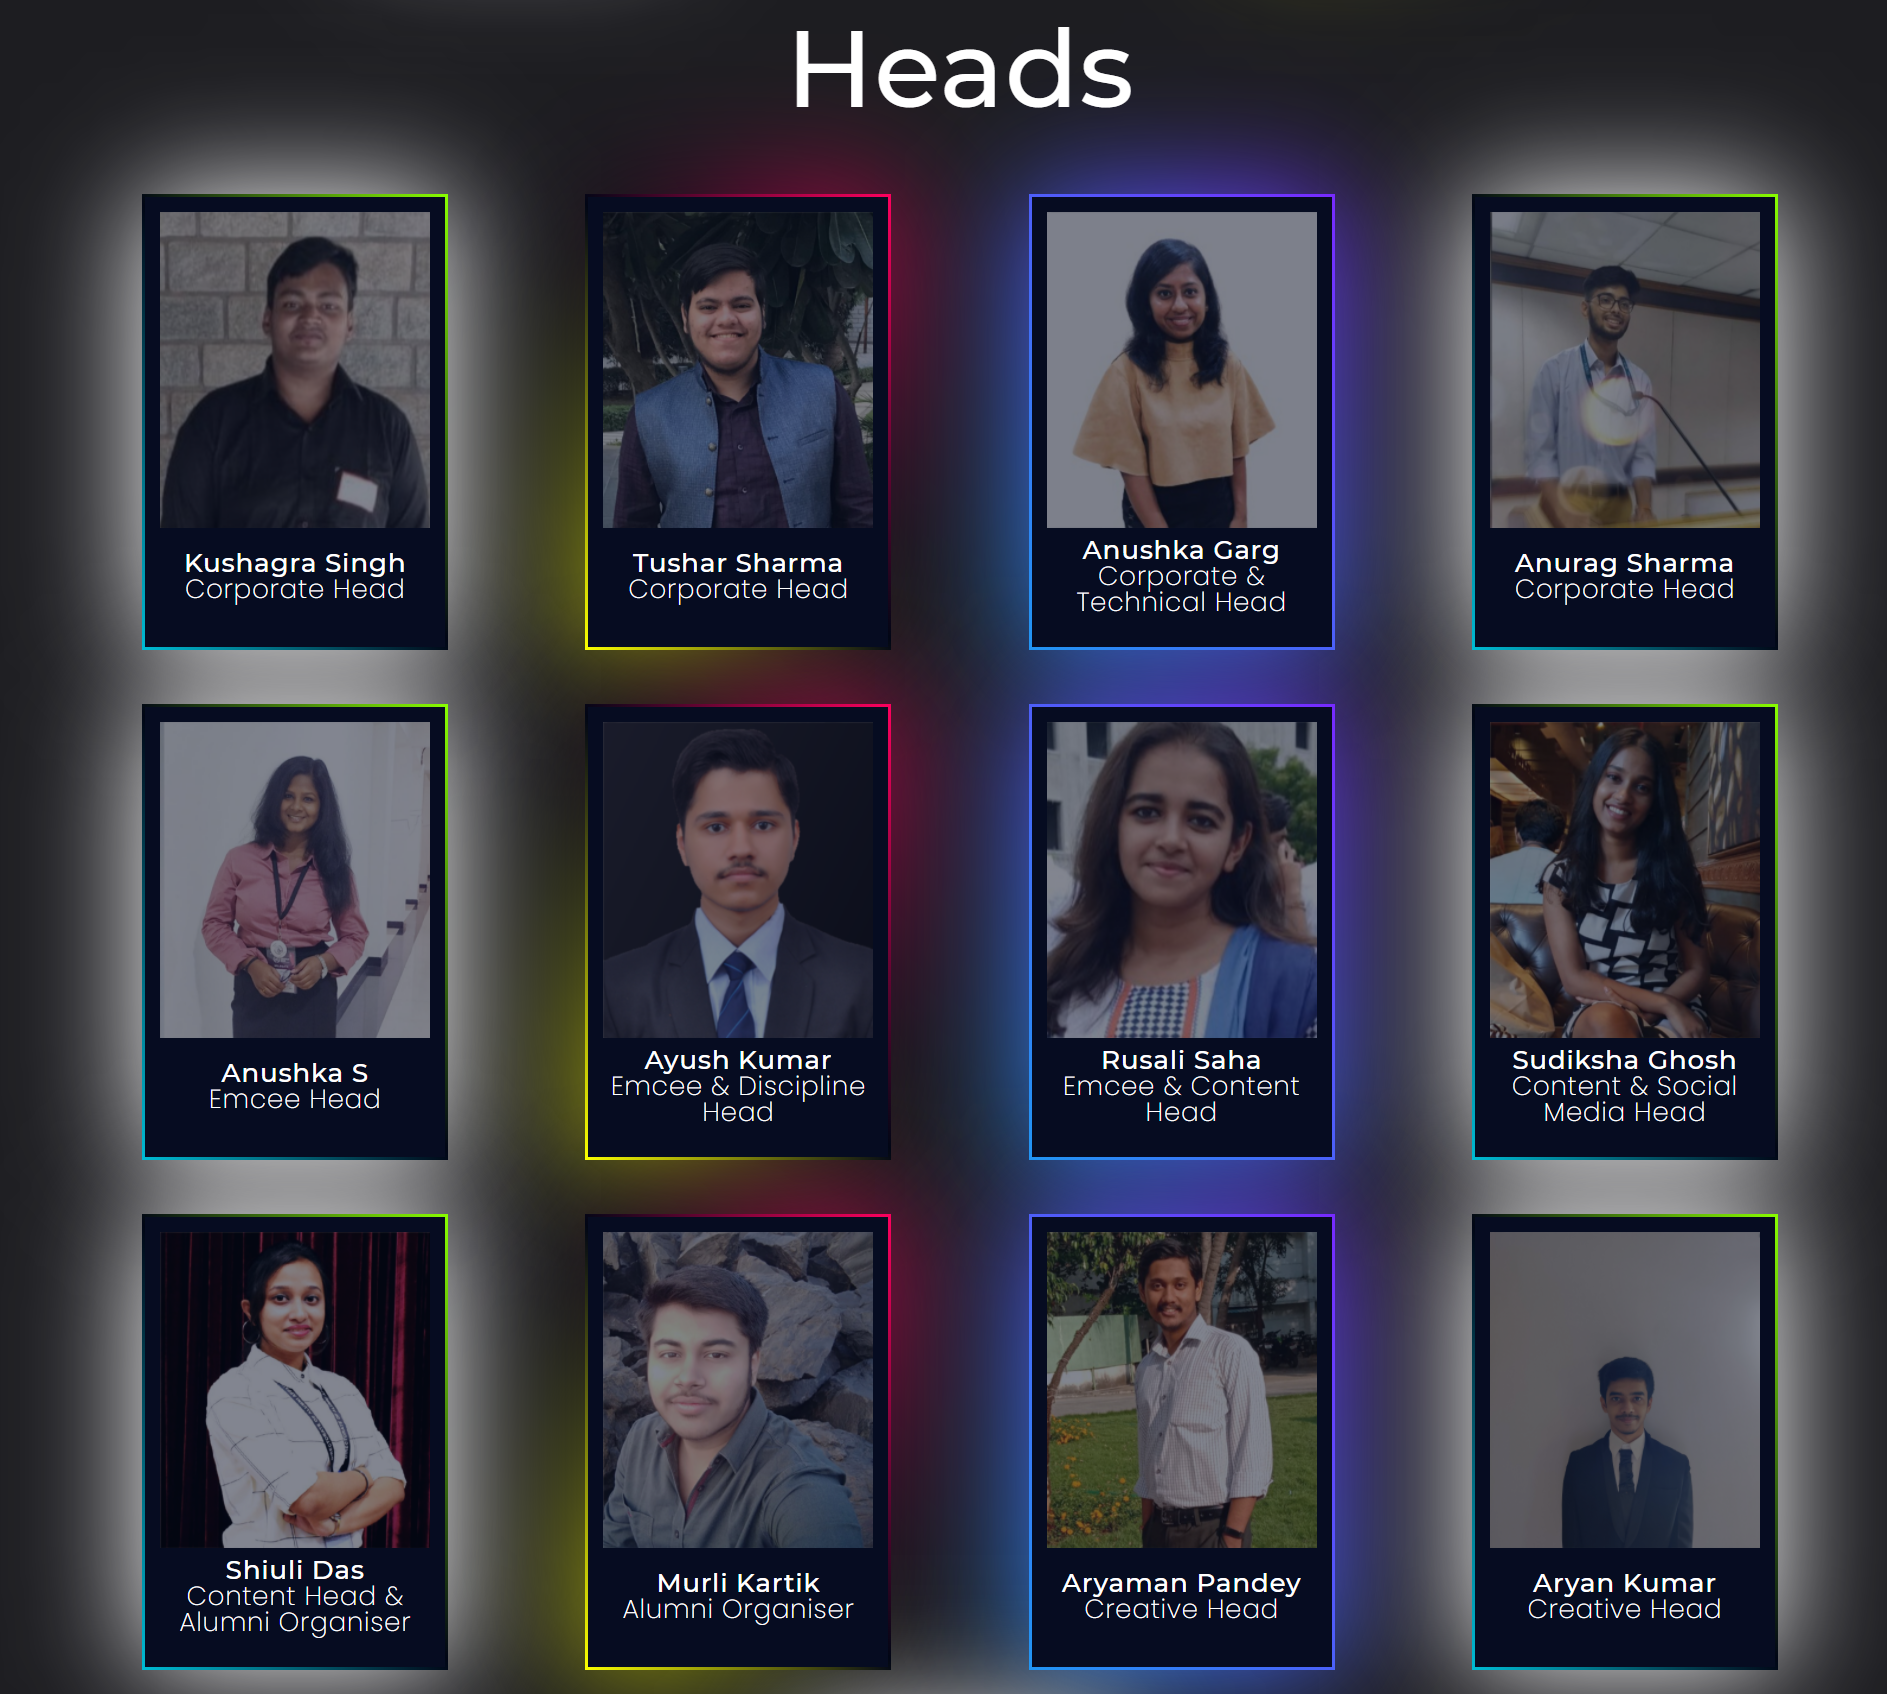 Heads
Kushagra Singh
Corporate Head
Tushar Sharma
Corporate Head
Anushka Garg
Corporate &
Technical Head
Anurag Sharma
Corporate Head
Anushka S
Emcee Head
Ayush Kumar
Emcee & Discipline
Head
Rusali Saha
Emcee & Content
Head
Sudiksha Ghosh
Content & Social
Media Head
Shiuli Das
Content Head &
Alumni Organiser
Murli Kartik
Alumni Organiser
Aryaman Pandey
Creative Head
Aryan Kumar
Creative Head